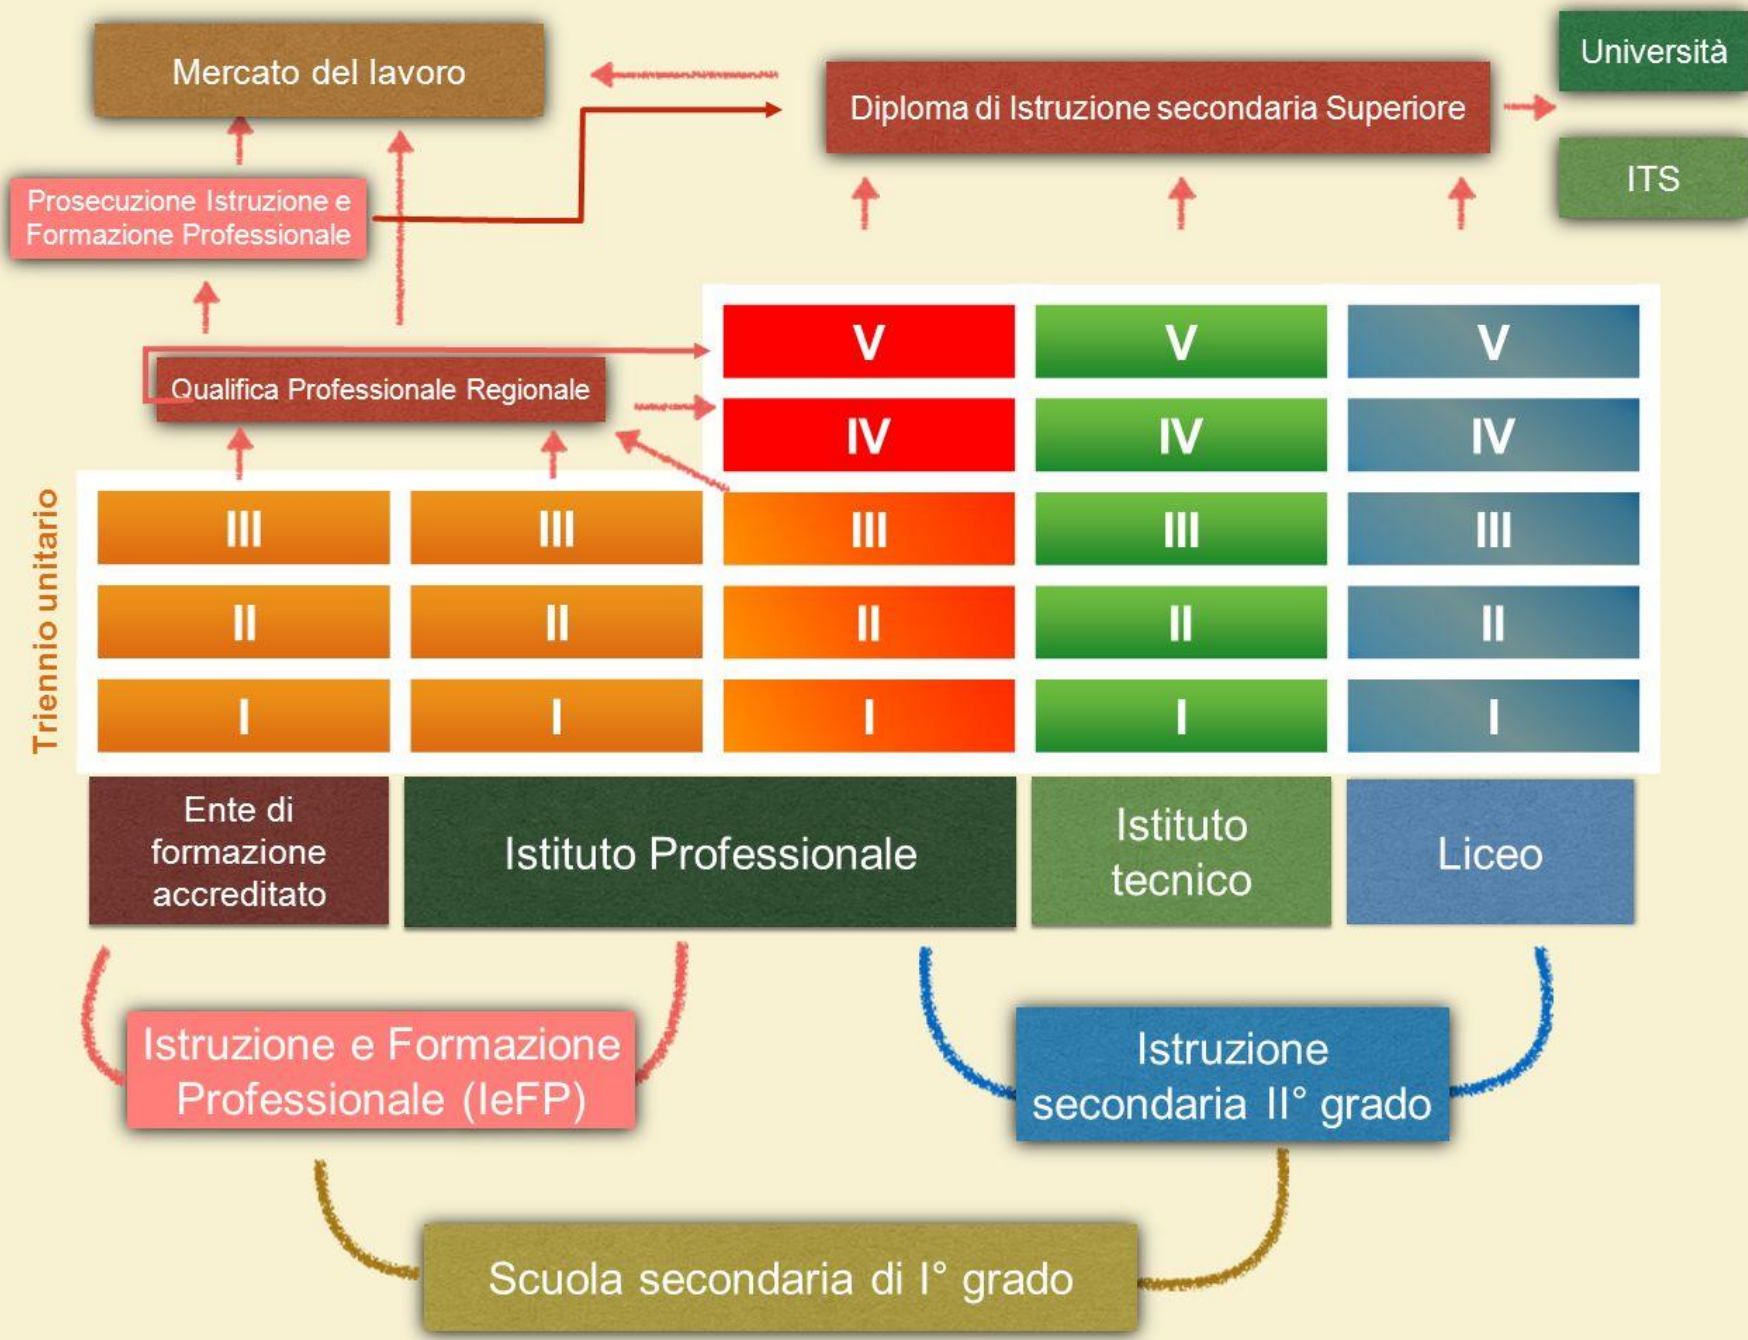 Mercato del lavoro
Diploma di Istruzione secondaria Superiore
Università
ITS
Prosecuzione Istruzione e
Formazione Professionale
Qualifica Professionale Regionale
V V V
IV IV IV
Triennio unitario
III III III III III
II II II II II
I I I I I
Ente di
formazione
accreditato
Istituto Professionale
Istituto
tecnico
Liceo
Istruzione e Formazione
Professionale (IeFP)
Istruzione
secondaria II° grado
Scuola secondaria di I° grado